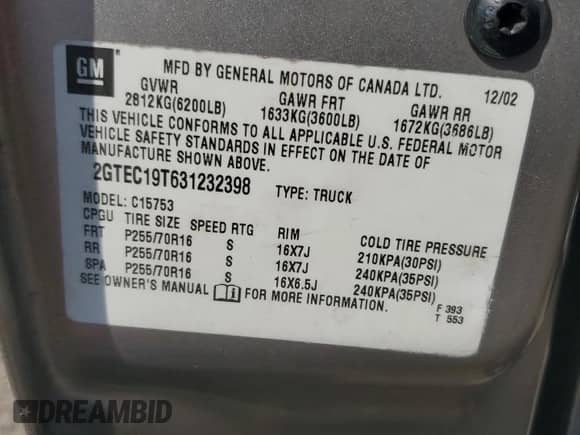 GM
MFD BY GENERAL MOTORS OF CANADA LTD. 12/02
GVWR GAWR FRT GAWR RR
2812KG(6200LB) 1633KG(3600LB) 1672KG(3686LB)
THIS VEHICLE CONFORMS TO ALL APPLICABLE U.S. FEDERAL MOTOR
VEHICLE SAFETY STANDARDS IN EFFECT ON THE DATE OF
MANUFACTURE SHOWN ABOVE.
2GTEC19T631232398 TYPE: TRUCK
MODEL: C15753
CPGU TIRE SIZE SPEED RTG RIM COLD TIRE PRESSURE
FRT P255/70R16 S 16X7J 210KPA(30PSI)
RR P255/70R16 S 16X7J 240KPA(35PSI)
SPA P255/70R16 S 16X6.5J 240KPA(35PSI)
SEE OWNER'S MANUAL FOR MORE INFORMATION.
F 393
T 553
DREAMBID